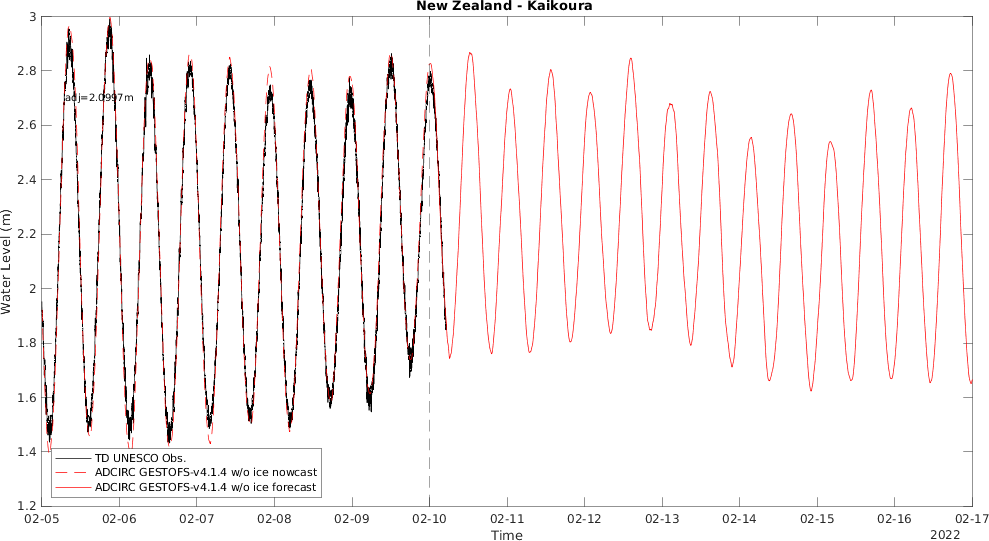 New Zealand - Kaikoura
Water Level (m)
3
2.8
2.6
2.4
2.2
2
1.8
1.6
1.4
1.2
adj=2.0997m
TD UNESCO Obs.
ADCIRC GESTOFS-v4.1.4 w/o ice nowcast
ADCIRC GESTOFS-v4.1.4 w/o ice forecast
02-05 02-06 02-07 02-08 02-09 02-10 02-11 02-12 02-13 02-14 02-15 02-16 02-17
Time
2022